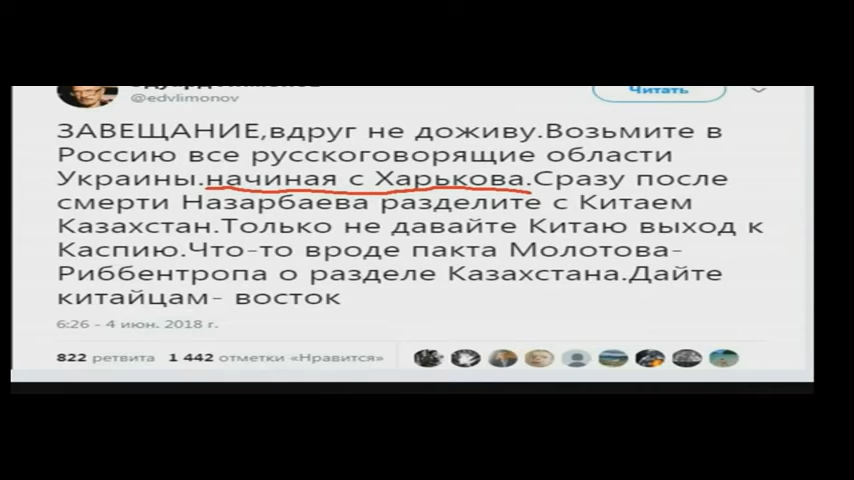 @edvlimonov
Читать
ЗАВЕЩАНИЕ,вдруг не доживу.Возьмите в
Россию все русскоговорящие области
Украины.начиная с Харькова.Сразу после
смерти Назарбаева разделите с Китаем
Казахстан.Только не давайте Китаю выход к
Каспию.Что-то вроде пакта Молотова-
Риббентропа о разделе Казахстана.Дайте
китайцам- восток
6:26 - 4 июн. 2018 г.
822 ретвита 1 442 отметки «Нравится»